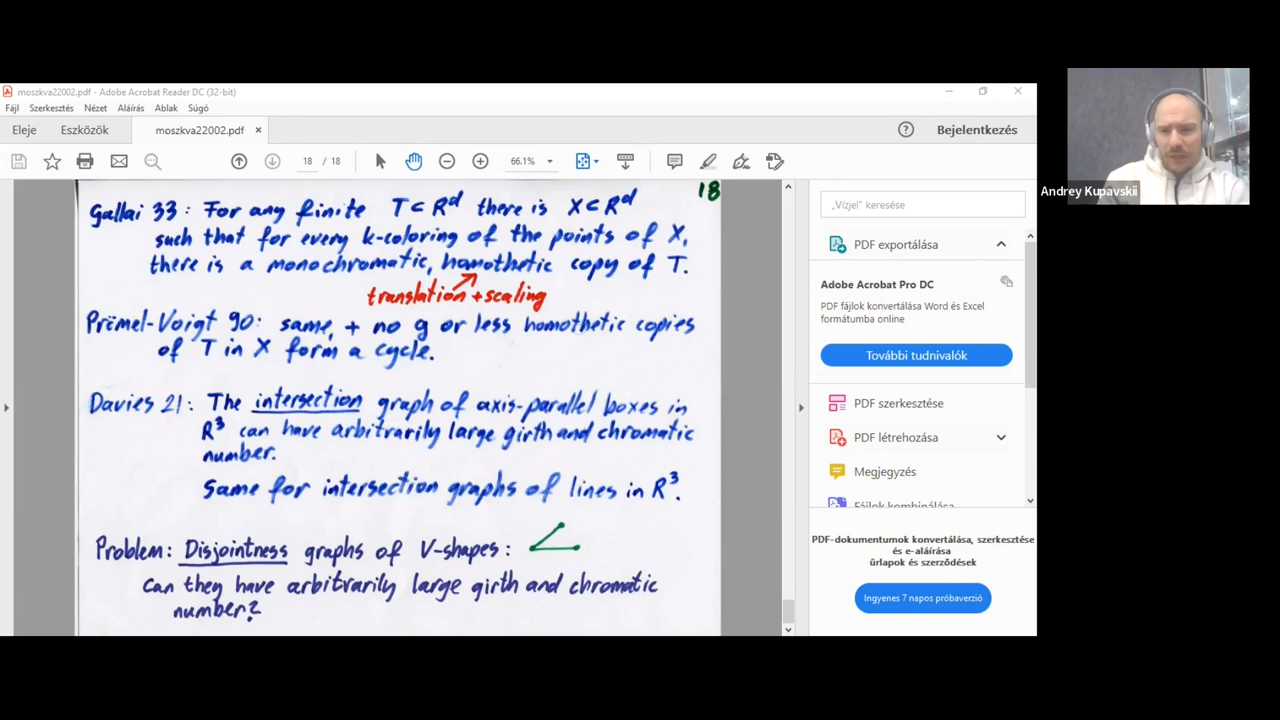 moszkva22002.pdf - Adobe Acrobat Reader DC (32-bit)
Fájl Szerkesztés Nézet Aláírás Ablak Súgó
Eleje Eszközök moszkva22002.pdf × Bejelentkezés
18 / 18 66.1%
18
Gallai 33: For any finite T⊂R^d there is X⊂R^d
such that for every k-coloring of the points of X,
there is a monochromatic, homothetic copy of T.
translation + scaling
Prömel-Voigt 90: same, + no g or less homothetic copies
of T in X form a cycle.
Davies 21: The intersection graph of axis-parallel boxes in
R^3 can have arbitrarily large girth and chromatic
number.
Same for intersection graphs of lines in R^3.
Problem: Disjointness graphs of V-shapes:
can they have arbitrarily large girth and chromatic
number?
„Vízjel” keresése
PDF exportálása
Adobe Acrobat Pro DC
PDF fájlok konvertálása Word és Excel
formátumba online
További tudnivalók
PDF szerkesztése
PDF létrehozása
Megjegyzés
Fájlok kombinálása
PDF-dokumentumok konvertálása, szerkesztése
és e-aláírása
űrlapok és szerződések
Ingyenes 7 napos próbaverzió
Andrey Kupavskii